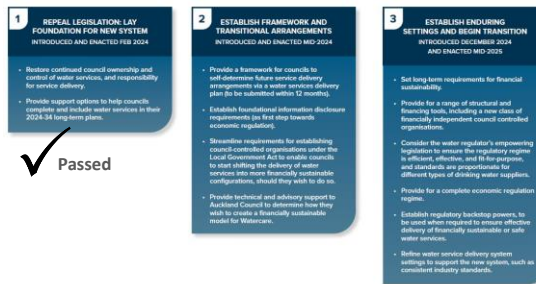 1
REPEAL LEGISLATION: LAY
FOUNDATION FOR NEW SYSTEM
INTRODUCED AND ENACTED FEB 2024
• Restore continued council ownership and
control of water services, and responsibility
for service delivery.
• Provide support options to help councils
complete and include water services in their
2024-34 long-term plans.
Passed
2
ESTABLISH FRAMEWORK AND
TRANSITIONAL ARRANGEMENTS
INTRODUCED AND ENACTED MID-2024
• Provide a framework for councils to
self-determine future service delivery
arrangements via a water services delivery
plan (to be submitted within 12 months).
• Establish foundational information disclosure
requirements (as first step towards
economic regulation).
• Streamline requirements for establishing
council-controlled organisations under the
Local Government Act to enable councils
to start shifting the delivery of water
services into more financially sustainable
configurations, should they wish to do so.
• Provide technical and advisory support to
Auckland Council to determine how they
wish to create a financially sustainable
model for Watercare.
3
ESTABLISH ENDURING
SETTINGS AND BEGIN TRANSITION
INTRODUCED DECEMBER 2024
AND ENACTED MID-2025
• Set long-term requirements for financial
sustainability.
• Provide for a range of structural and
financing tools, including a new class of
financially independent council controlled
organisations.
• Consider the water regulator's empowering
legislation to ensure the regulatory regime
is efficient, effective, and fit-for-purpose,
and standards are proportionate for
different types of drinking water suppliers.
• Provide for a complete economic regulation
regime.
• Establish regulatory backstop powers, to
be used when required to ensure effective
delivery of financially sustainable or safe
water services.
• Refine water service delivery system
settings to support the new system, such as
consistent industry standards.